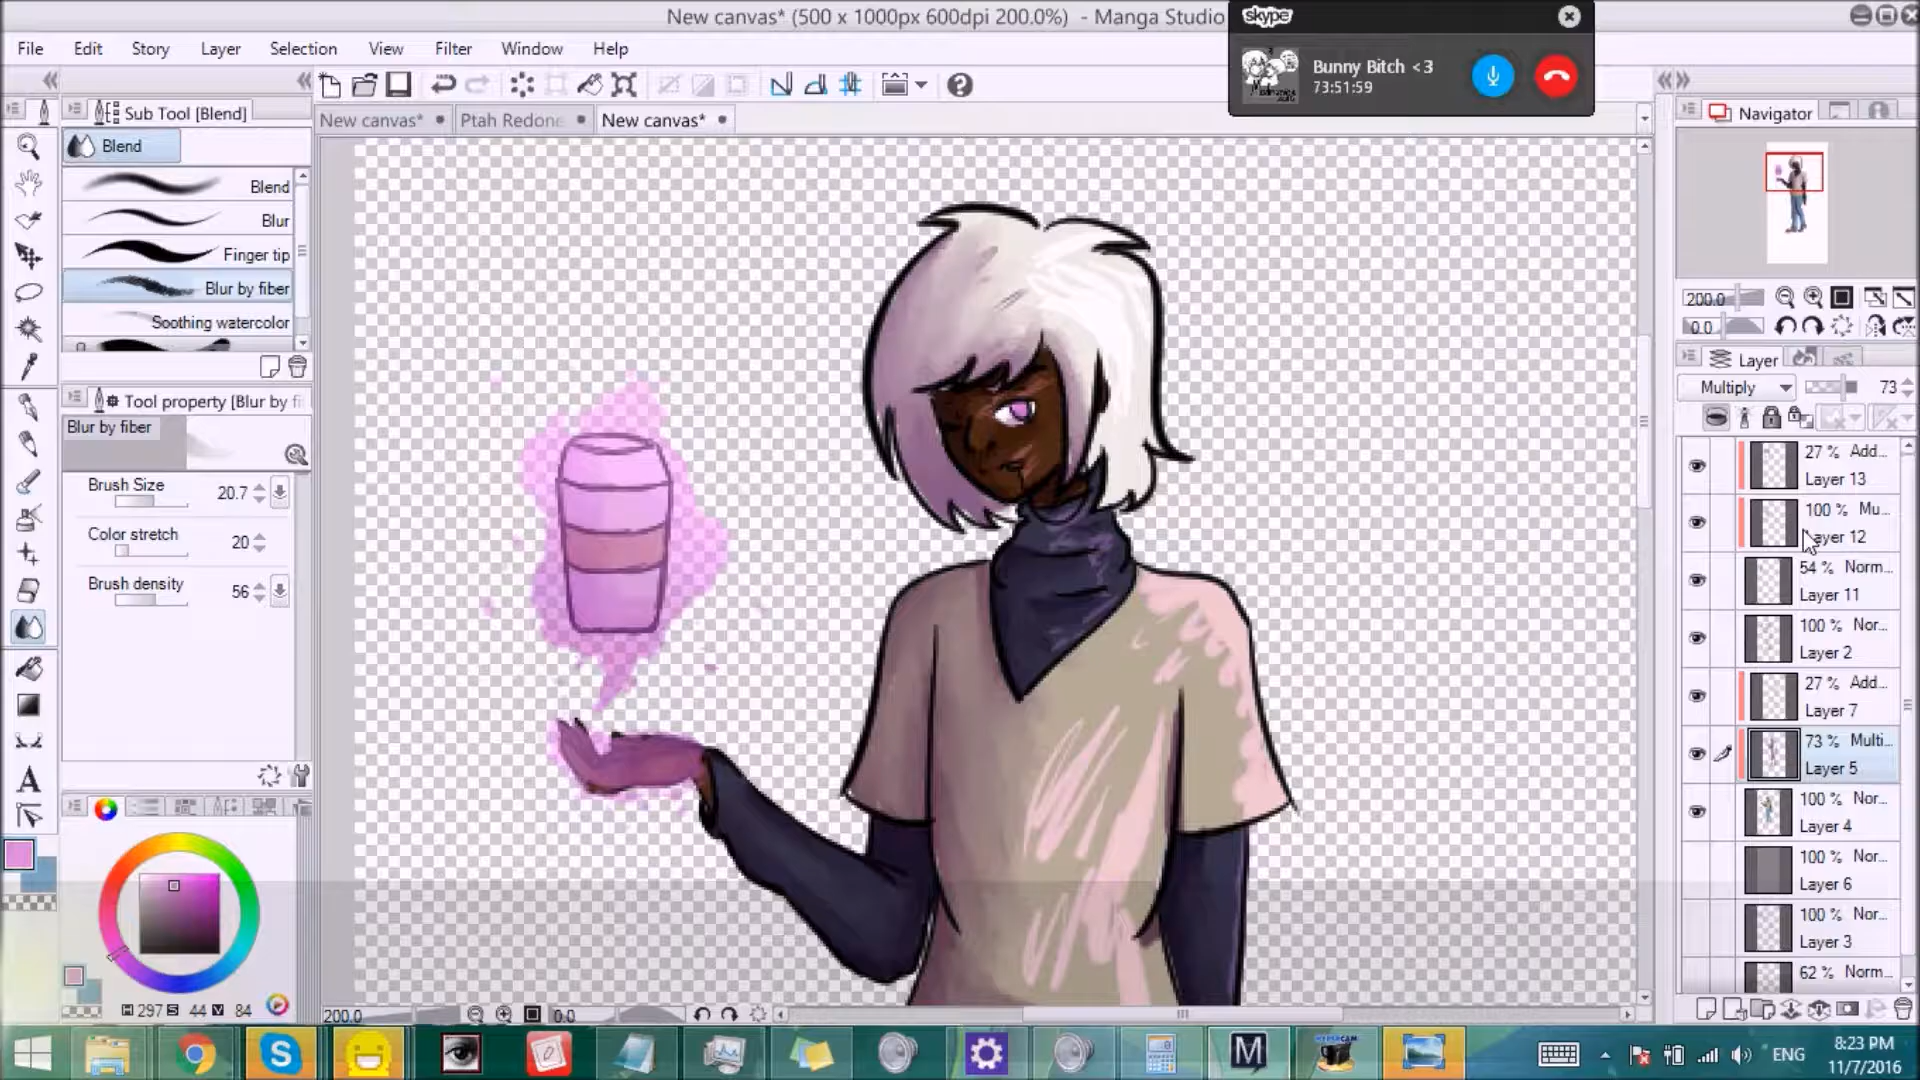 New canvas* (500 x 1000px 600dpi 200.0%) - Manga Studio
skype
Bunny Bitch <3
73:51:59
File Edit Story Layer Selection View Filter Window Help
Sub Tool [Blend]
New canvas* Ptah Redone New canvas*
Navigator
Blend
Blend
Blur
Finger tip
Blur by fiber
Soothing watercolor
Tool property [Blur by fi
Blur by fiber
Brush Size 20.7
Color stretch 20
Brush density 56
H 297 S 44 V 84
200.0 0.0
200.0
0.0
Layer
Multiply 73
27 % Add...
Layer 13
100 % Mu...
ayer 12
54 % Norm...
Layer 11
100 % Nor...
Layer 2
27 % Add...
Layer 7
73 % Multi...
Layer 5
100 % Nor...
Layer 4
100 % Nor...
Layer 6
100 % Nor...
Layer 3
62 % Norm...
ENG
8:23 PM
11/7/2016